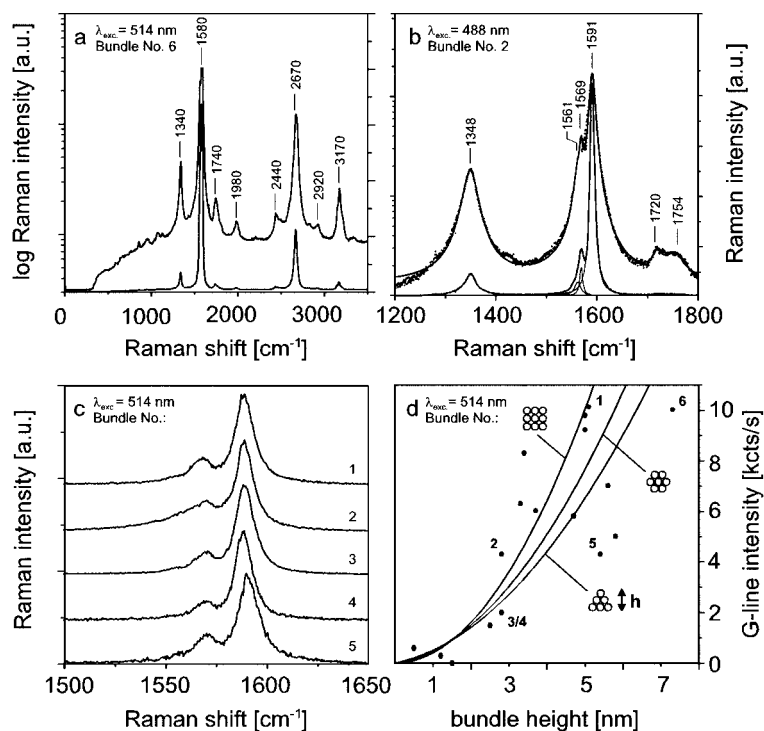 a
λexc. = 514 nm
Bundle No. 6
1340
1580
1740
1980
2440
2670
2920
3170
log Raman intensity [a.u.]
0 1000 2000 3000
Raman shift [cm-1]
b
λexc. = 488 nm
Bundle No. 2
1348
1561
1569
1591
1720
1754
Raman intensity [a.u.]
1200 1400 1600 1800
Raman shift [cm-1]
c
λexc. = 514 nm
Bundle No.:
1
2
3
4
5
Raman intensity [a.u.]
1500 1550 1600 1650
Raman shift [cm-1]
d
λexc. = 514 nm
Bundle No.:
1
6
2
5
3/4
h
10
8
6
4
2
0
G-line intensity [kcts/s]
1 3 5 7
bundle height [nm]